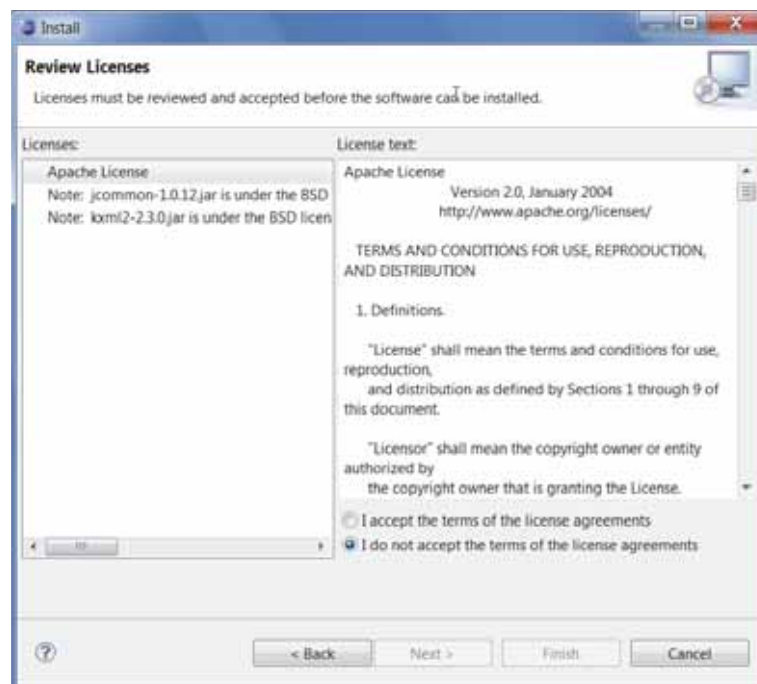 Install
Review Licenses
Licenses must be reviewed and accepted before the software can be installed.
Licenses:
Apache License
Note: jcommon-1.0.12.jar is under the BSD
Note: kxml2-2.3.0.jar is under the BSD licen
License text:
Apache License
Version 2.0, January 2004
http://www.apache.org/licenses/
TERMS AND CONDITIONS FOR USE, REPRODUCTION,
AND DISTRIBUTION
1. Definitions.
"License" shall mean the terms and conditions for use,
reproduction,
and distribution as defined by Sections 1 through 9 of
this document.
"Licensor" shall mean the copyright owner or entity
authorized by
the copyright owner that is granting the License.
I accept the terms of the license agreements
I do not accept the terms of the license agreements
?
< Back
Next >
Finish
Cancel